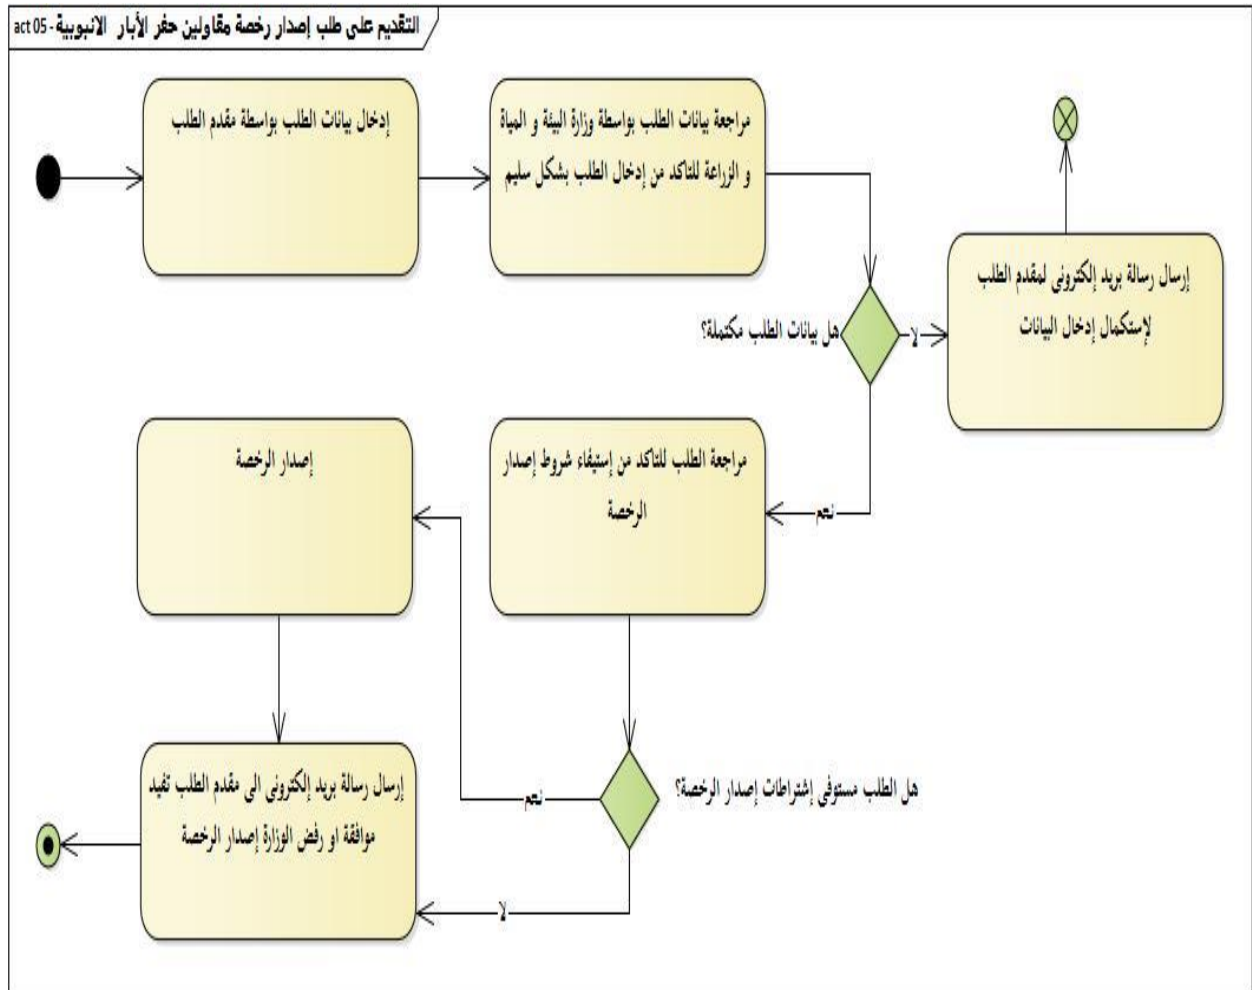 act 05 - التقديم على طلب إصدار رخصة مقاولين حفر الأبار الانبوبية
إدخال بيانات الطلب بواسطة مقدم الطلب
مراجعة بيانات الطلب بواسطة وزارة البيئة و المياة
و الزراعة للتاكد من إدخال الطلب بشكل سليم
إرسال رسالة بريد إلكترونى لمقدم الطلب
لإستكمال إدخال البيانات
هل بيانات الطلب مكتملة؟
لا
نعم
مراجعة الطلب للتاكد من إستيفاء شروط إصدار
الرخصة
إصدار الرخصة
هل الطلب مستوفى إشتراطات إصدار الرخصة؟
نعم
لا
إرسال رسالة بريد إلكترونى الى مقدم الطلب تفيد
موافقة او رفض الوزارة إصدار الرخصة